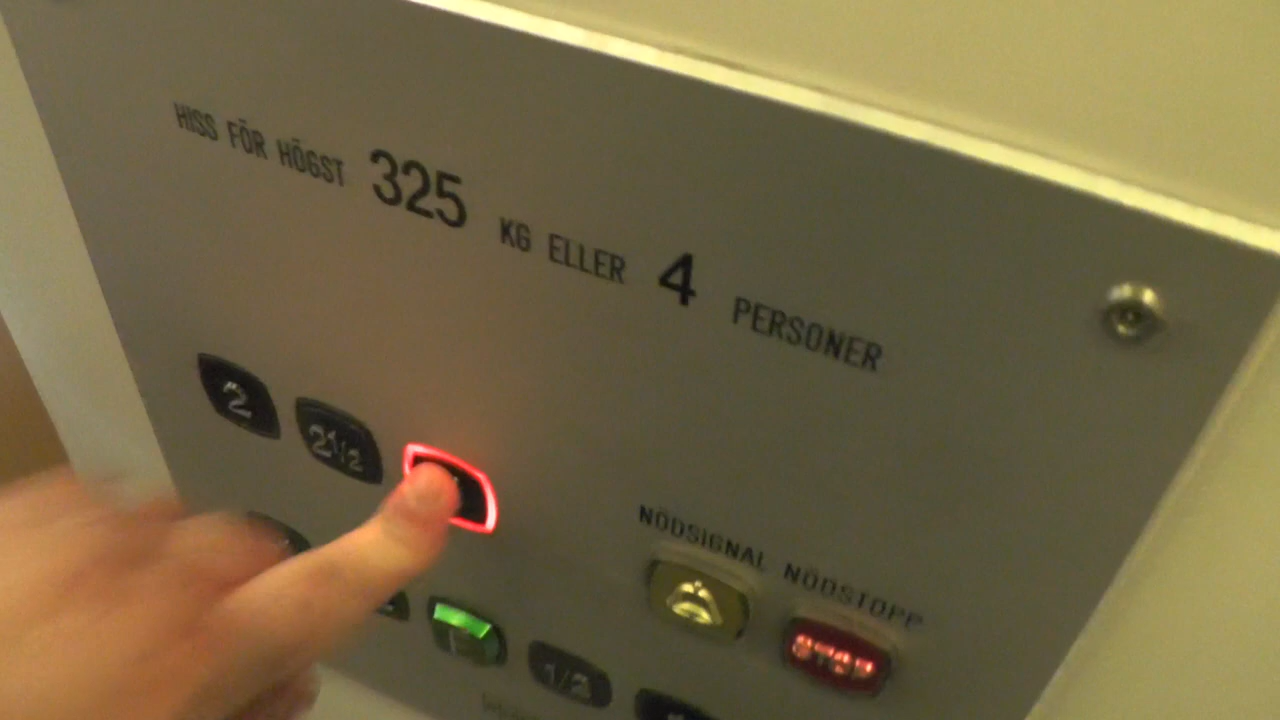 HISS FÖR HÖGST 325 KG ELLER 4 PERSONER
2 2½
NÖDSIGNAL NÖDSTOPP
STOP
1/2